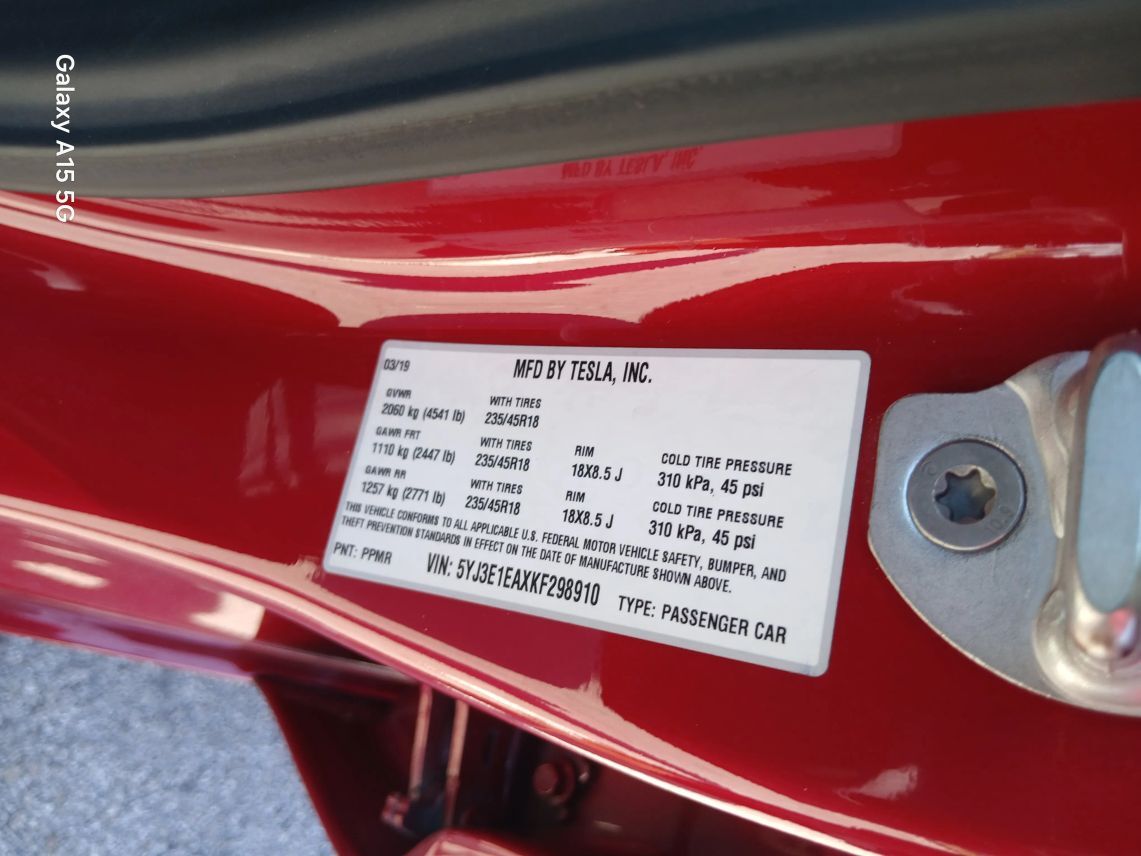 Galaxy A15 5G
MFD BY TESLA, INC.
03/19
MFD BY TESLA, INC.
GVWR
2060 kg (4541 lb)
WITH TIRES
235/45R18
GAWR FRT
1110 kg (2447 lb)
WITH TIRES
235/45R18
RIM
18X8.5 J
COLD TIRE PRESSURE
310 kPa, 45 psi
GAWR RR
1257 kg (2771 lb)
WITH TIRES
235/45R18
RIM
18X8.5 J
COLD TIRE PRESSURE
310 kPa, 45 psi
THIS VEHICLE CONFORMS TO ALL APPLICABLE U.S. FEDERAL MOTOR VEHICLE SAFETY, BUMPER, AND
THEFT PREVENTION STANDARDS IN EFFECT ON THE DATE OF MANUFACTURE SHOWN ABOVE.
PNT: PPMR
VIN: 5YJ3E1EAXKF298910
TYPE: PASSENGER CAR